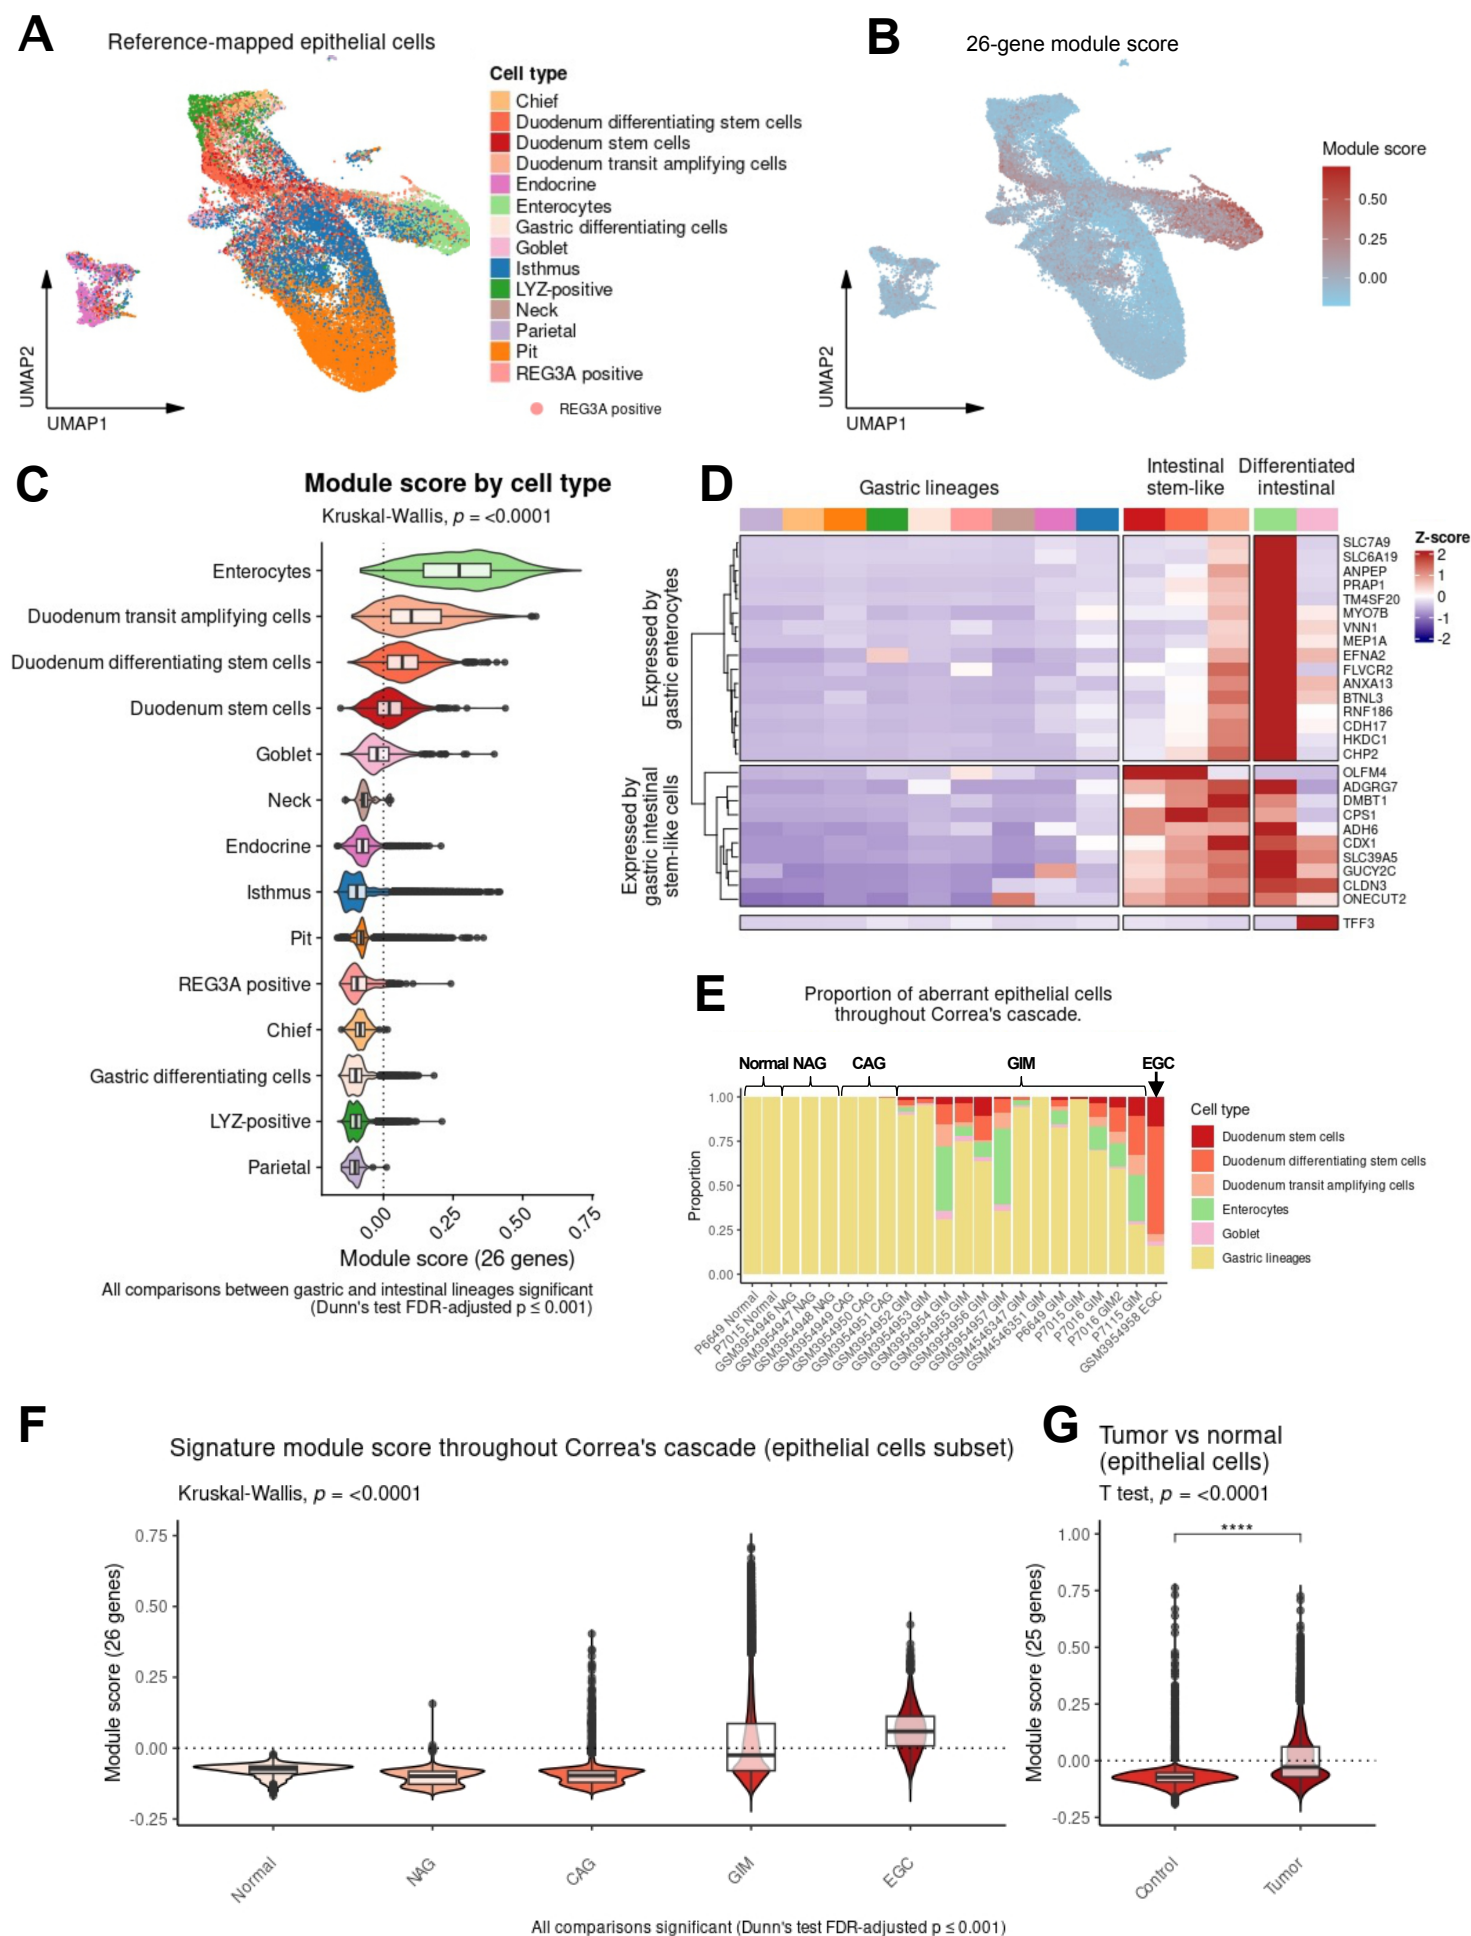 A
Reference-mapped epithelial cells
Cell type
Chief
Duodenum differentiating stem cells
Duodenum stem cells
Duodenum transit amplifying cells
Endocrine
Enterocytes
Gastric differentiating cells
Goblet
Isthmus
LYZ-positive
Neck
Parietal
Pit
REG3A positive
REG3A positive
UMAP2
UMAP1
B
26-gene module score
Module score
0.50
0.25
0.00
UMAP2
UMAP1
C
Module score by cell type
Kruskal-Wallis, p = <0.0001
Enterocytes
Duodenum transit amplifying cells
Duodenum differentiating stem cells
Duodenum stem cells
Goblet
Neck
Endocrine
Isthmus
Pit
REG3A positive
Chief
Gastric differentiating cells
LYZ-positive
Parietal
0.00
0.25
0.50
0.75
Module score (26 genes)
All comparisons between gastric and intestinal lineages significant
(Dunn's test FDR-adjusted p ≤ 0.001)
D
Gastric lineages
Intestinal
stem-like
Differentiated
intestinal
Expressed by
gastric enterocytes
Expressed by
gastric intestinal
stem-like cells
SLC7A9
SLC6A19
ANPEP
PRAP1
TM4SF20
MYO7B
VNN1
MEP1A
EFNA2
FLVCR2
ANXA13
BTNL3
RNF186
CDH17
HKDC1
CHP2
OLFM4
ADGRG7
DMBT1
CPS1
ADH6
CDX1
SLC39A5
GUCY2C
CLDN3
ONECUT2
TFF3
Z-score
2
1
0
-1
-2
E
Proportion of aberrant epithelial cells
throughout Correa's cascade.
Normal
NAG
CAG
GIM
EGC
Proportion
1.00
0.75
0.50
0.25
0.00
P6649 Normal
P7015 Normal
GSM3954946 NAG
GSM3954947 NAG
GSM3954948 NAG
GSM3954949 CAG
GSM3954950 CAG
GSM3954951 CAG
GSM3954952 GIM
GSM3954953 GIM
GSM3954954 GIM
GSM3954955 GIM
GSM3954956 GIM
GSM3954957 GIM
GSM4546347 GIM
GSM4546351 GIM
P6649 GIM
P7015 GIM
P7016 GIM
P7016 GIM2
P7115 GIM
GSM3954958 EGC
Cell type
Duodenum stem cells
Duodenum differentiating stem cells
Duodenum transit amplifying cells
Enterocytes
Goblet
Gastric lineages
F
Signature module score throughout Correa's cascade (epithelial cells subset)
Kruskal-Wallis, p = <0.0001
Module score (26 genes)
0.75
0.50
0.25
0.00
-0.25
Normal
NAG
CAG
GIM
EGC
All comparisons significant (Dunn's test FDR-adjusted p ≤ 0.001)
G
Tumor vs normal
(epithelial cells)
T test, p = <0.0001
****
Module score (25 genes)
1.00
0.75
0.50
0.25
0.00
-0.25
Control
Tumor